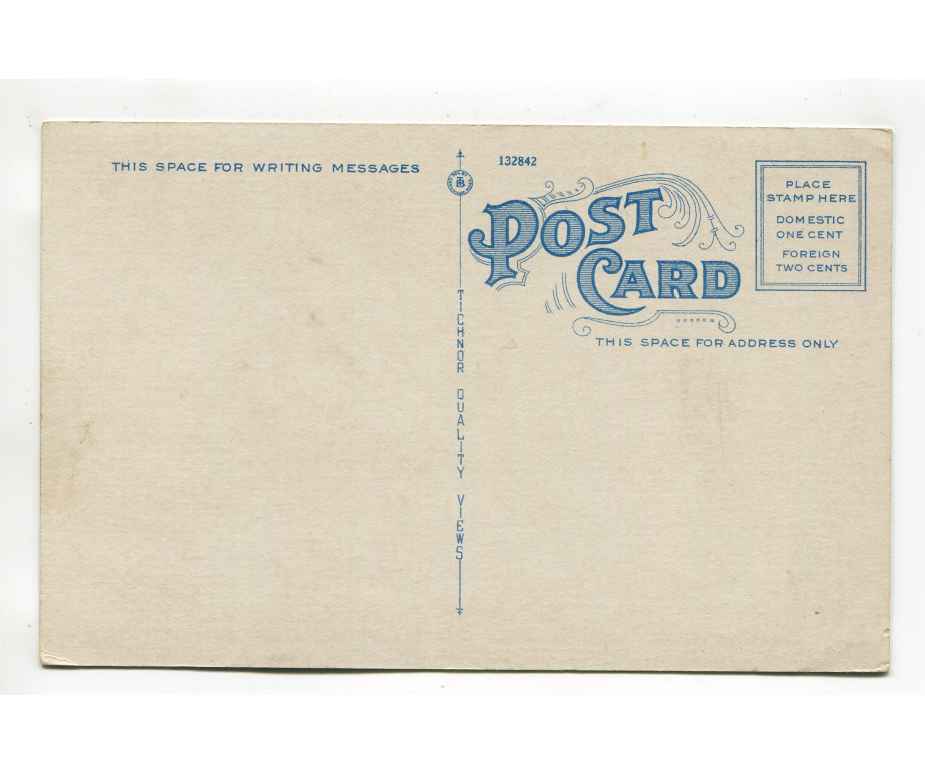 THIS SPACE FOR WRITING MESSAGES
132842
POST
CARD
PLACE
STAMP HERE
DOMESTIC
ONE CENT
FOREIGN
TWO CENTS
THIS SPACE FOR ADDRESS ONLY
TICHNOR QUALITY VIEWS